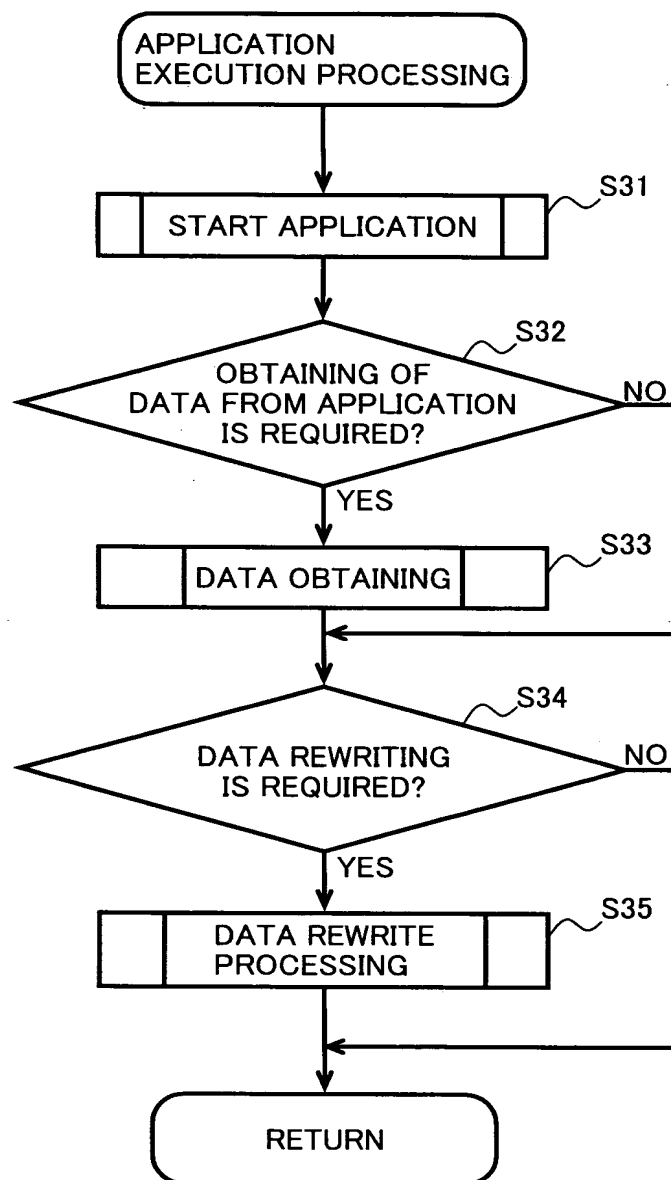 APPLICATION
EXECUTION PROCESSING
S31
START APPLICATION
S32
OBTAINING OF
DATA FROM APPLICATION
IS REQUIRED?
NO
YES
S33
DATA OBTAINING
S34
DATA REWRITING
IS REQUIRED?
NO
YES
S35
DATA REWRITE
PROCESSING
RETURN